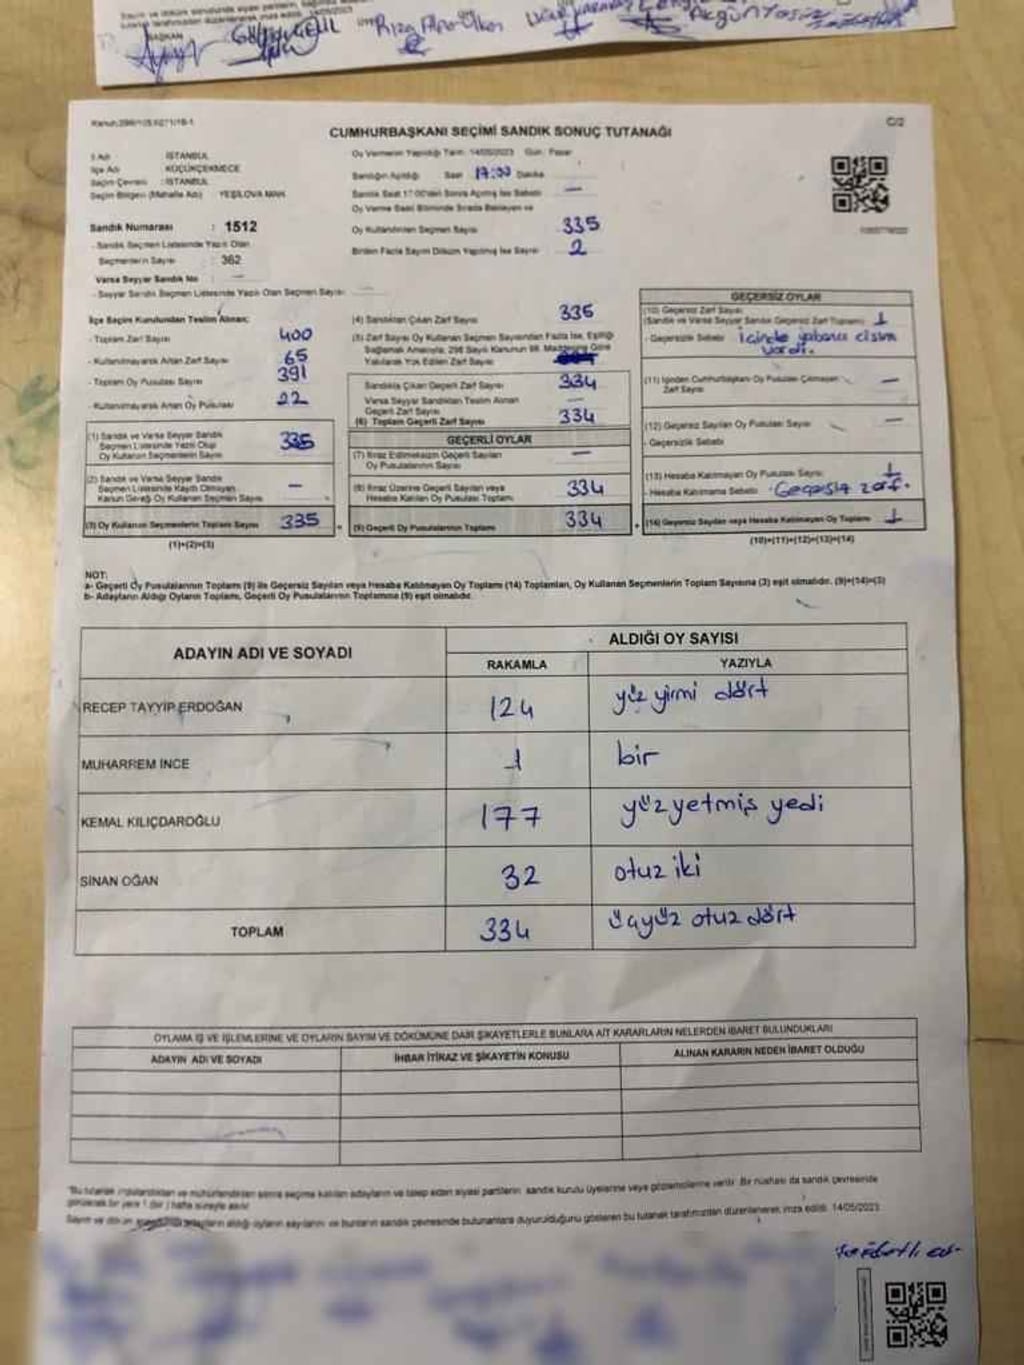 BAŞKAN
Kanun:298/105,6271/18-1
C/2
CUMHURBAŞKANI SEÇİMİ SANDIK SONUÇ TUTANAĞI
İl Adı : İSTANBUL
İlçe Adı : KÜÇÜKÇEKMECE
Seçim Çevresi : İSTANBUL
Seçim Bölgesi (Mahalle Adı) YEŞİLOVA MAH.
Oy Vermenin Yapıldığı Tarih: 14/05/2023 Gün: Pazar
Sandığın Açıldığı Saat 17:00 Dakika
Sandık Saat 17:00'den Sonra Açılmış İse Sebebi —
Oy Verme Saati Bitiminde Sırada Bekleyen ve
Oy Kullandırılan Seçmen Sayısı 335
Birden Fazla Sayım Döküm Yapılmış İse Sayısı 2
Sandık Numarası : 1512
- Sandık Seçmen Listesinde Yazılı Olan
Seçmenlerin Sayısı : 362
Varsa Seyyar Sandık No : —
- Seyyar Sandık Seçmen Listesinde Yazılı Olan Seçmen Sayısı:
İlçe Seçim Kurulundan Teslim Alınan;
- Toplam Zarf Sayısı 400
- Kullanılmayarak Artan Zarf Sayısı 65
- Toplam Oy Pusulası Sayısı 391
- Kullanılmayarak Artan Oy Pusulası 22
(1) Sandık ve Varsa Seyyar Sandık
Seçmen Listesinde Yazılı Olup
Oy Kullanan Seçmenlerin Sayısı 335
(2) Sandık ve Varsa Seyyar Sandık
Seçmen Listesinde Kayıtlı Olmayan
Kanun Gereği Oy Kullanan Seçmen Sayısı —
(3) Oy Kullanan Seçmenlerin Toplam Sayısı 335
(1)+(2)=(3)
(4) Sandıktan Çıkan Zarf Sayısı 335
(5) Zarf Sayısı Oy Kullanan Seçmen Sayısından Fazla İse, Eşitliği
Sağlamak Amacıyla, 298 Sayılı Kanunun 98. Maddesine Göre
Yakılarak Yok Edilen Zarf Sayısı
Sandıkta Çıkan Geçerli Zarf Sayısı 334
Varsa Seyyar Sandıktan Teslim Alınan
Geçerli Zarf Sayısı —
(6) Toplam Geçerli Zarf Sayısı 334
GEÇERLİ OYLAR
(7) İtiraz Edilmeksizin Geçerli Sayılan
Oy Pusulalarının Sayısı —
(8) İtiraz Üzerine Geçerli Sayılan veya
Hesaba Katılan Oy Pusulası Toplamı 334
(9) Geçerli Oy Pusulalarının Toplamı 334
GEÇERSİZ OYLAR
(10) Geçersiz Zarf Sayısı
(Sandık ve Varsa Seyyar Sandık Geçersiz Zarf Toplamı) 1
- Geçersizlik Sebebi İçinde yabancı cisim
vardı.
(11) İçinden Cumhurbaşkanı Oy Pusulası Çıkmayan
Zarf Sayısı —
(12) Geçersiz Sayılan Oy Pusulası Sayısı —
- Geçersizlik Sebebi
(13) Hesaba Katılmayan Oy Pusulası Sayısı 1
- Hesaba Katılmama Sebebi Geçersiz zarf.
(14) Geçersiz Sayılan veya Hesaba Katılmayan Oy Toplamı 1
(10)+(11)+(12)+(13)=(14)
NOT:
a- Geçerli Oy Pusulalarının Toplamı (9) ile Geçersiz Sayılan veya Hesaba Katılmayan Oy Toplamı (14) Toplamları, Oy Kullanan Seçmenlerin Toplam Sayısına (3) eşit olmalıdır. (9)+(14)=(3)
b- Adayların Aldığı Oyların Toplamı, Geçerli Oy Pusulalarının Toplamına (9) eşit olmalıdır.
ADAYIN ADI VE SOYADI
ALDIĞI OY SAYISI
RAKAMLA YAZIYLA
RECEP TAYYİP ERDOĞAN 124 yüz yirmi dört
MUHARREM İNCE 1 bir
KEMAL KILIÇDAROĞLU 177 yüz yetmiş yedi
SİNAN OĞAN 32 otuz iki
TOPLAM 334 üçyüz otuz dört
OYLAMA İŞ VE İŞLEMLERİNE VE OYLARIN SAYIM VE DÖKÜMÜNE DAİR ŞİKAYETLERLE BUNLARA AİT KARARLARIN NELERDEN İBARET BULUNDUKLARI
ADAYIN ADI VE SOYADI İHBAR İTİRAZ VE ŞİKAYETİN KONUSU ALINAN KARARIN NEDEN İBARET OLDUĞU
*Bu tutanak imzalandıktan ve mühürlendikten sonra seçime katılan adayların ve talep eden siyasi partilerin sandık kurulu üyelerine veya gözlemcilerine verilir. Bir nüshası da sandık çevresinde
görülecek bir yere 1 (bir) hafta süreyle asılır.
Sayım ve döküm adayların aldığı oyların sayılarını ve bunların sandık çevresinde bulunanlara duyurulduğunu gösteren bu tutanak tarafımızdan düzenlenerek imza edildi. 14/05/2023